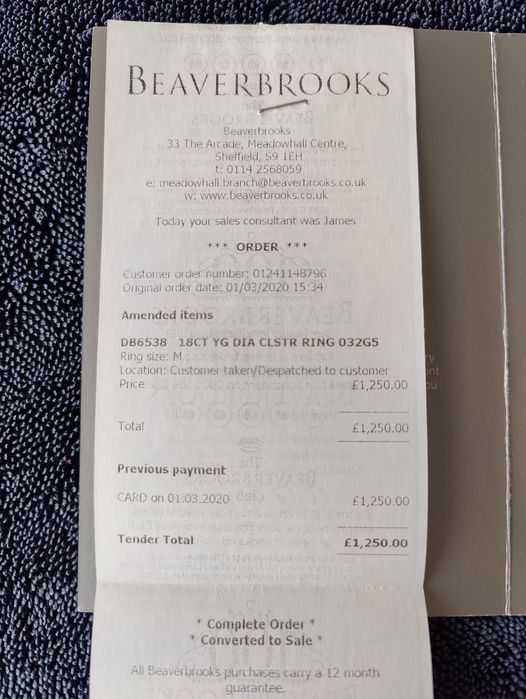 BEAVERBROOKS
Beaverbrooks
33 The Arcade, Meadowhall Centre,
Sheffield, S9 1EH
t: 0114 2568059
e: meadowhall.branch@beaverbrooks.co.uk
w: www.beaverbrooks.co.uk
Today your sales consultant was James
*** ORDER ***
Customer order number: 01241148796
Original order date: 01/03/2020 15:34
Amended items
DB6538 18CT YG DIA CLSTR RING 032G5
Ring size: M
Location: Customer taken/Despatched to customer
Price £1,250.00
Total £1,250.00
Previous payment
CARD on 01.03.2020 £1,250.00
Tender Total £1,250.00
* Complete Order *
* Converted to Sale *
All Beaverbrooks purchases carry a 12 month
guarantee.